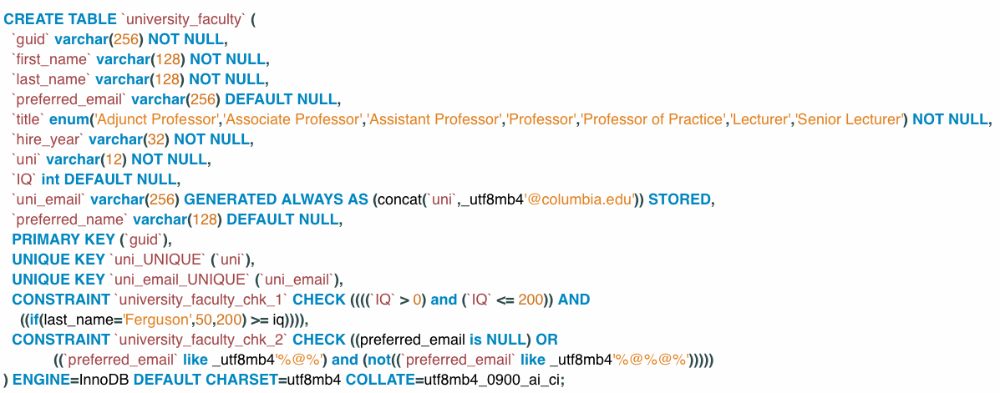 CREATE TABLE `university_faculty` (
`guid` varchar(256) NOT NULL,
`first_name` varchar(128) NOT NULL,
`last_name` varchar(128) NOT NULL,
`preferred_email` varchar(256) DEFAULT NULL,
`title` enum('Adjunct Professor','Associate Professor','Assistant Professor','Professor','Professor of Practice','Lecturer','Senior Lecturer') NOT NULL,
`hire_year` varchar(32) NOT NULL,
`uni` varchar(12) NOT NULL,
`IQ` int DEFAULT NULL,
`uni_email` varchar(256) GENERATED ALWAYS AS (concat(`uni`,_utf8mb4'@columbia.edu')) STORED,
`preferred_name` varchar(128) DEFAULT NULL,
PRIMARY KEY (`guid`),
UNIQUE KEY `uni_UNIQUE` (`uni`),
UNIQUE KEY `uni_email_UNIQUE` (`uni_email`),
CONSTRAINT `university_faculty_chk_1` CHECK ((((`IQ` > 0) and (`IQ` <= 200)) AND
((if(last_name='Ferguson',50,200) >= iq)))),
CONSTRAINT `university_faculty_chk_2` CHECK ((preferred_email is NULL) OR
((`preferred_email` like _utf8mb4'%@%') and (not((`preferred_email` like _utf8mb4'%@%@%')))))
) ENGINE=InnoDB DEFAULT CHARSET=utf8mb4 COLLATE=utf8mb4_0900_ai_ci;